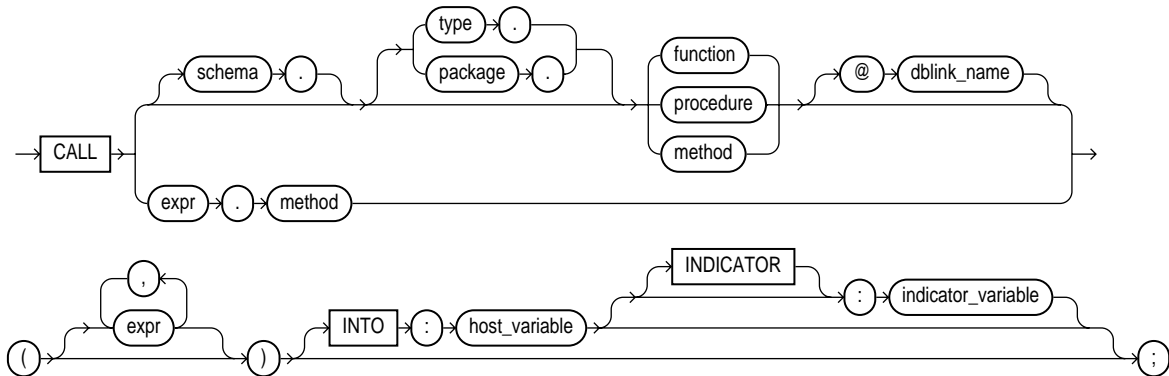 type .
schema . package . function @ dblink_name
procedure
CALL method
expr . method
, INDICATOR
expr INTO : host_variable : indicator_variable
( ) ;